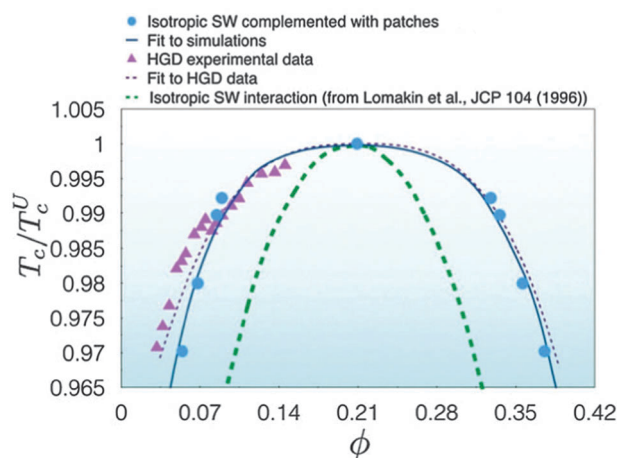 Isotropic SW complemented with patches
Fit to simulations
HGD experimental data
Fit to HGD data
Isotropic SW interaction (from Lomakin et al., JCP 104 (1996))
1.005
1
0.995
0.99
0.985
0.98
0.975
0.97
0.965
T_c/T_c^U
0 0.07 0.14 0.21 0.28 0.35 0.42
ϕ